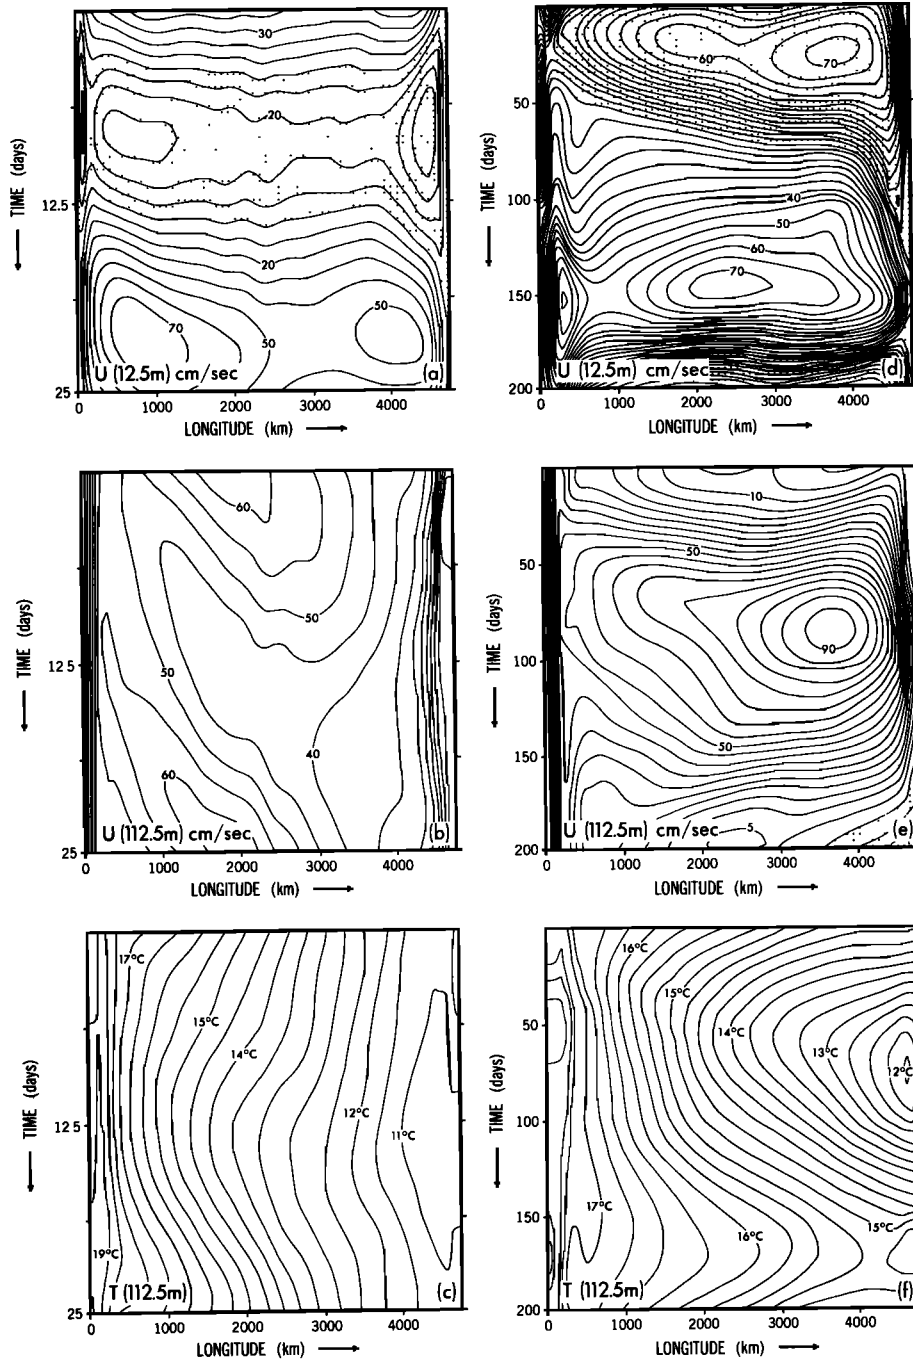 30
20
20
50
70
50
12.5
25
TIME (days)
U (12.5m) cm/sec
(a)
0 1000 2000 3000 4000
LONGITUDE (km)
60
70
40
50
60
70
50
100
150
200
TIME (days)
U (12.5m) cm/sec
(d)
0 1000 2000 3000 4000
LONGITUDE (km)
60
50
50
40
60
12.5
25
TIME (days)
U (112.5m) cm/sec
(b)
0 1000 2000 3000 4000
LONGITUDE (km)
10
50
90
50
5
50
100
150
200
TIME (days)
U (112.5m) cm/sec
(e)
0 1000 2000 3000 4000
LONGITUDE (km)
17°C
15°C
14°C
12°C
11°C
19°C
12.5
25
TIME (days)
T (112.5m)
(c)
0 1000 2000 3000 4000
LONGITUDE (km)
16°C
15°C
14°C
13°C
12°C
17°C
16°C
15°C
50
100
150
200
TIME (days)
T (112.5m)
(f)
0 1000 2000 3000 4000
LONGITUDE (km)